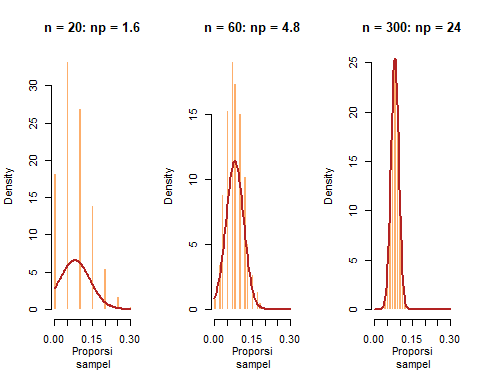 n = 20: np = 1.6
n = 60: np = 4.8
n = 300: np = 24
Density
0 5 10 15 20 25 30
0.00 0.15 0.30
Proporsi
sampel
Density
0 5 10 15
0.00 0.15 0.30
Proporsi
sampel
Density
0 5 10 15 20 25
0.00 0.15 0.30
Proporsi
sampel